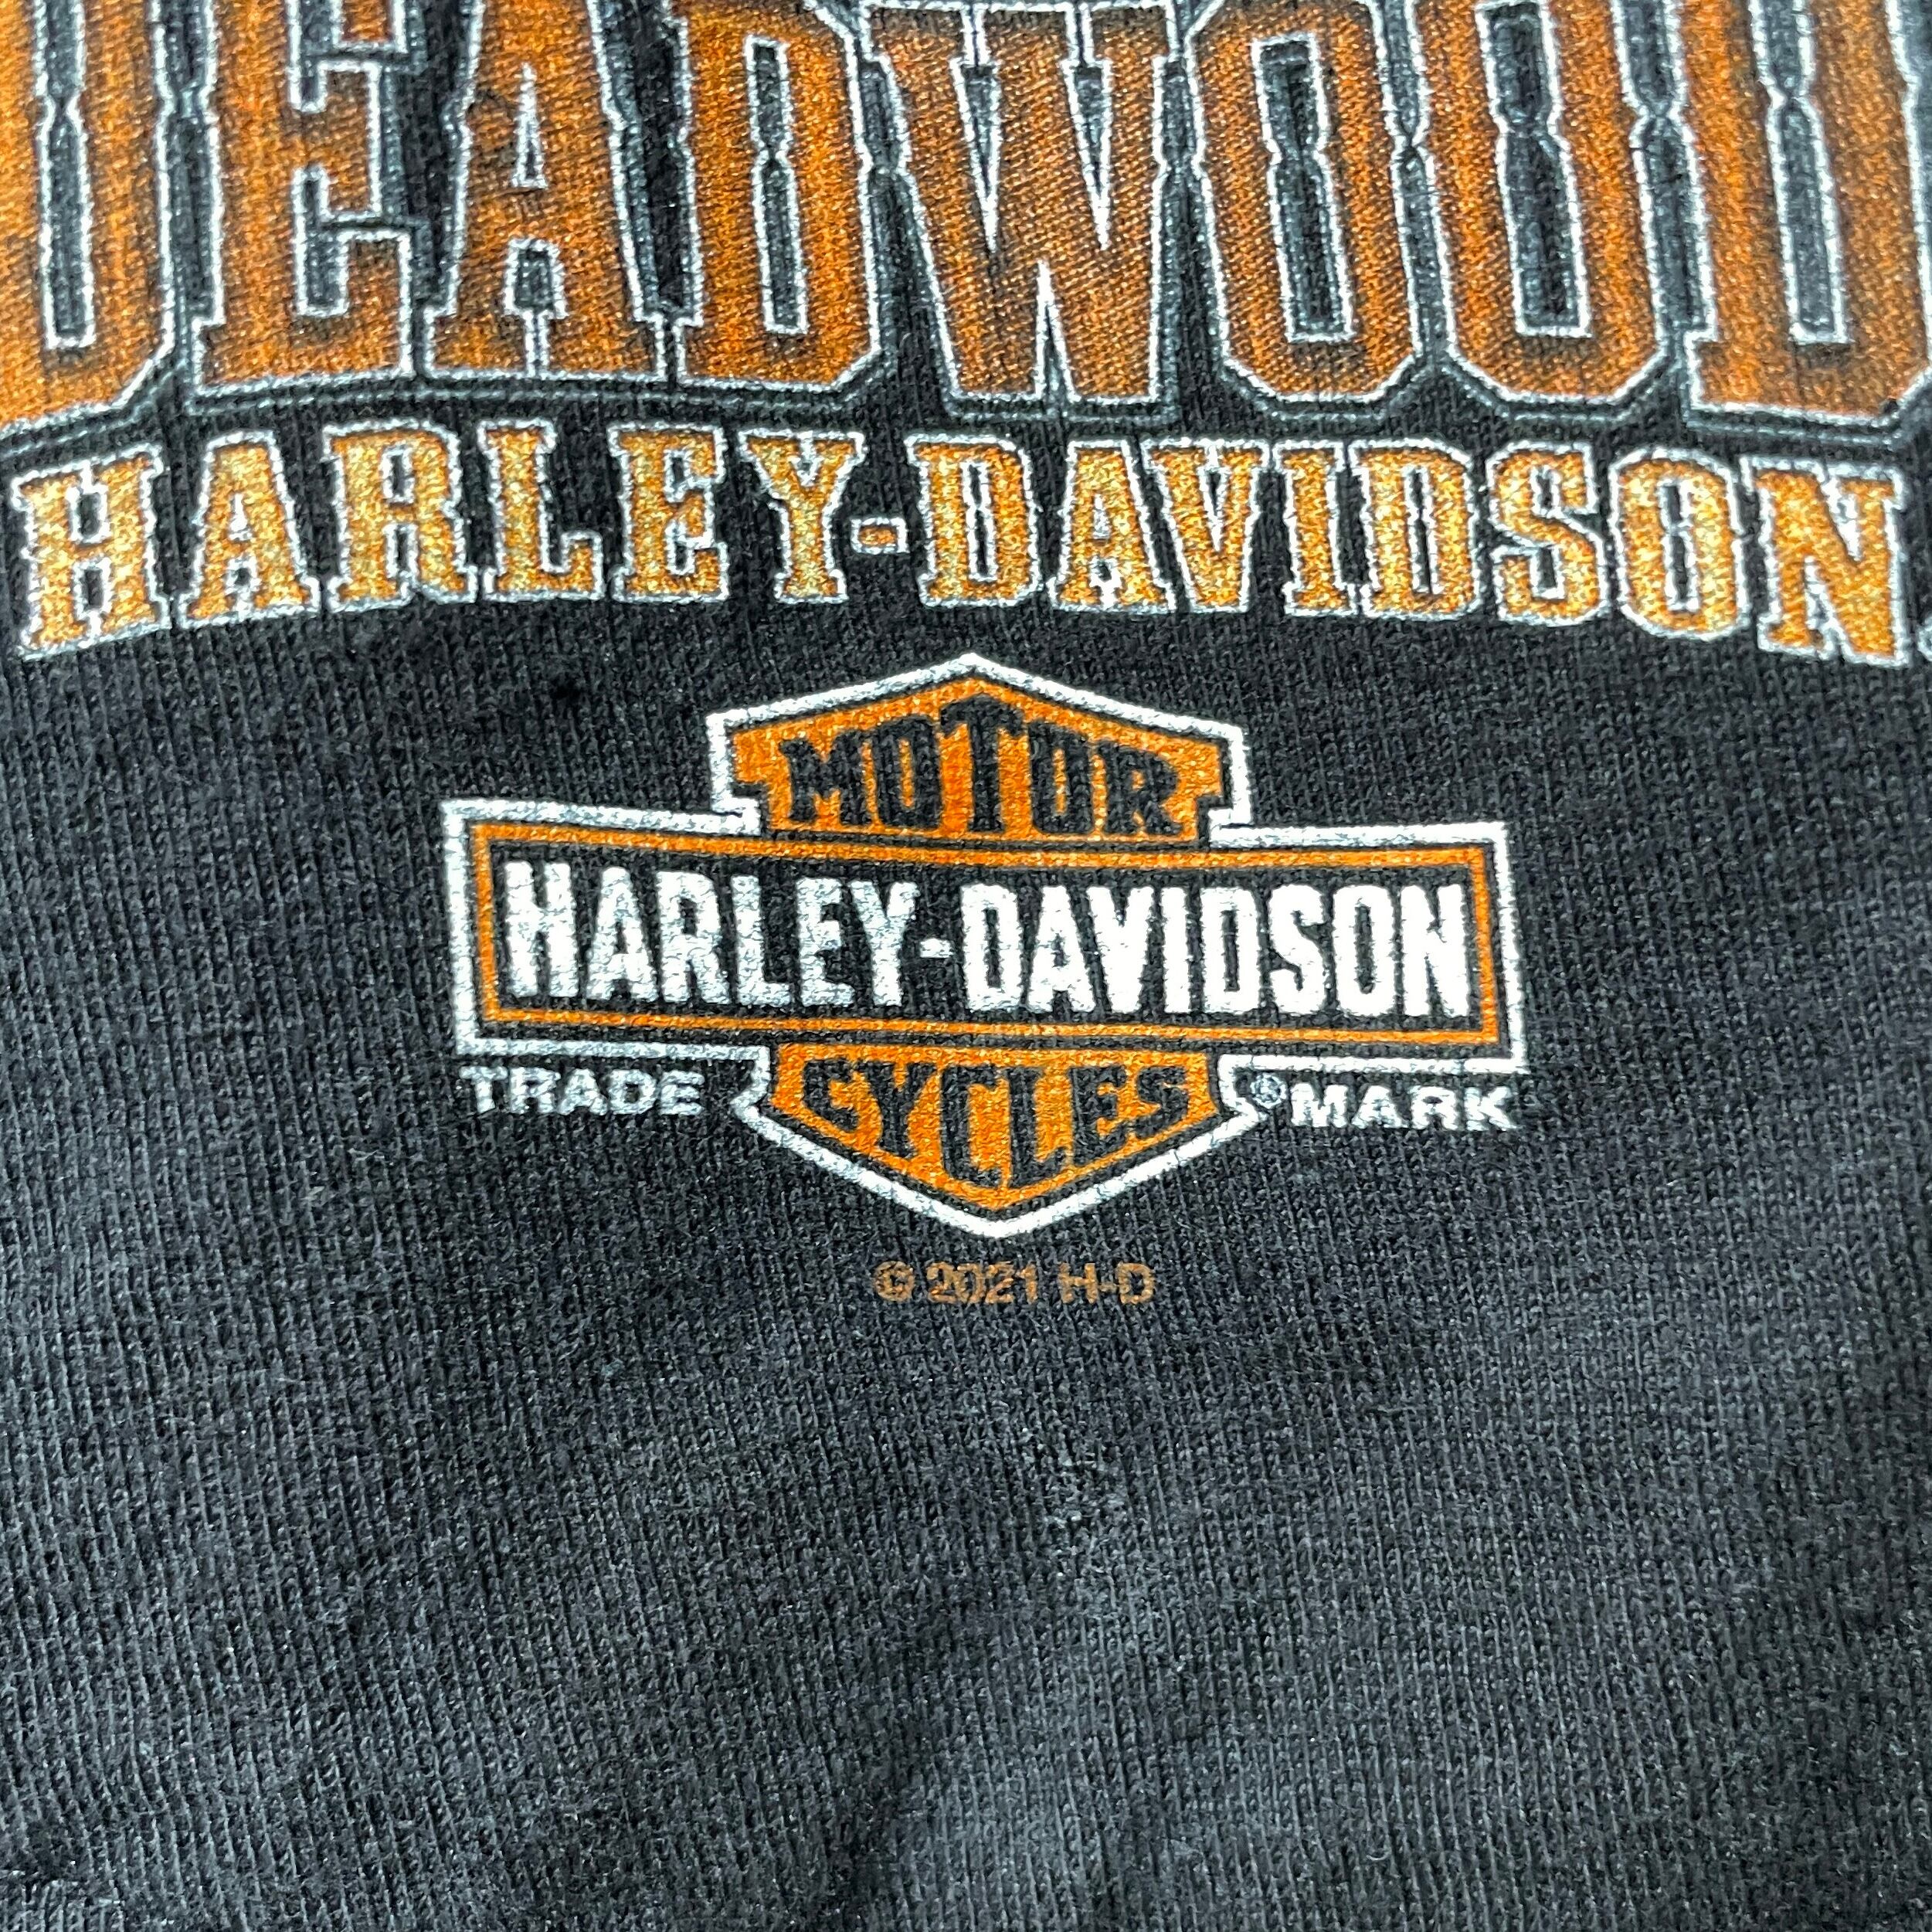 DEADWOOD
HARLEY-DAVIDSON
MOTOR
HARLEY-DAVIDSON
TRADE ® MARK
CYCLES
© 2021 H-D